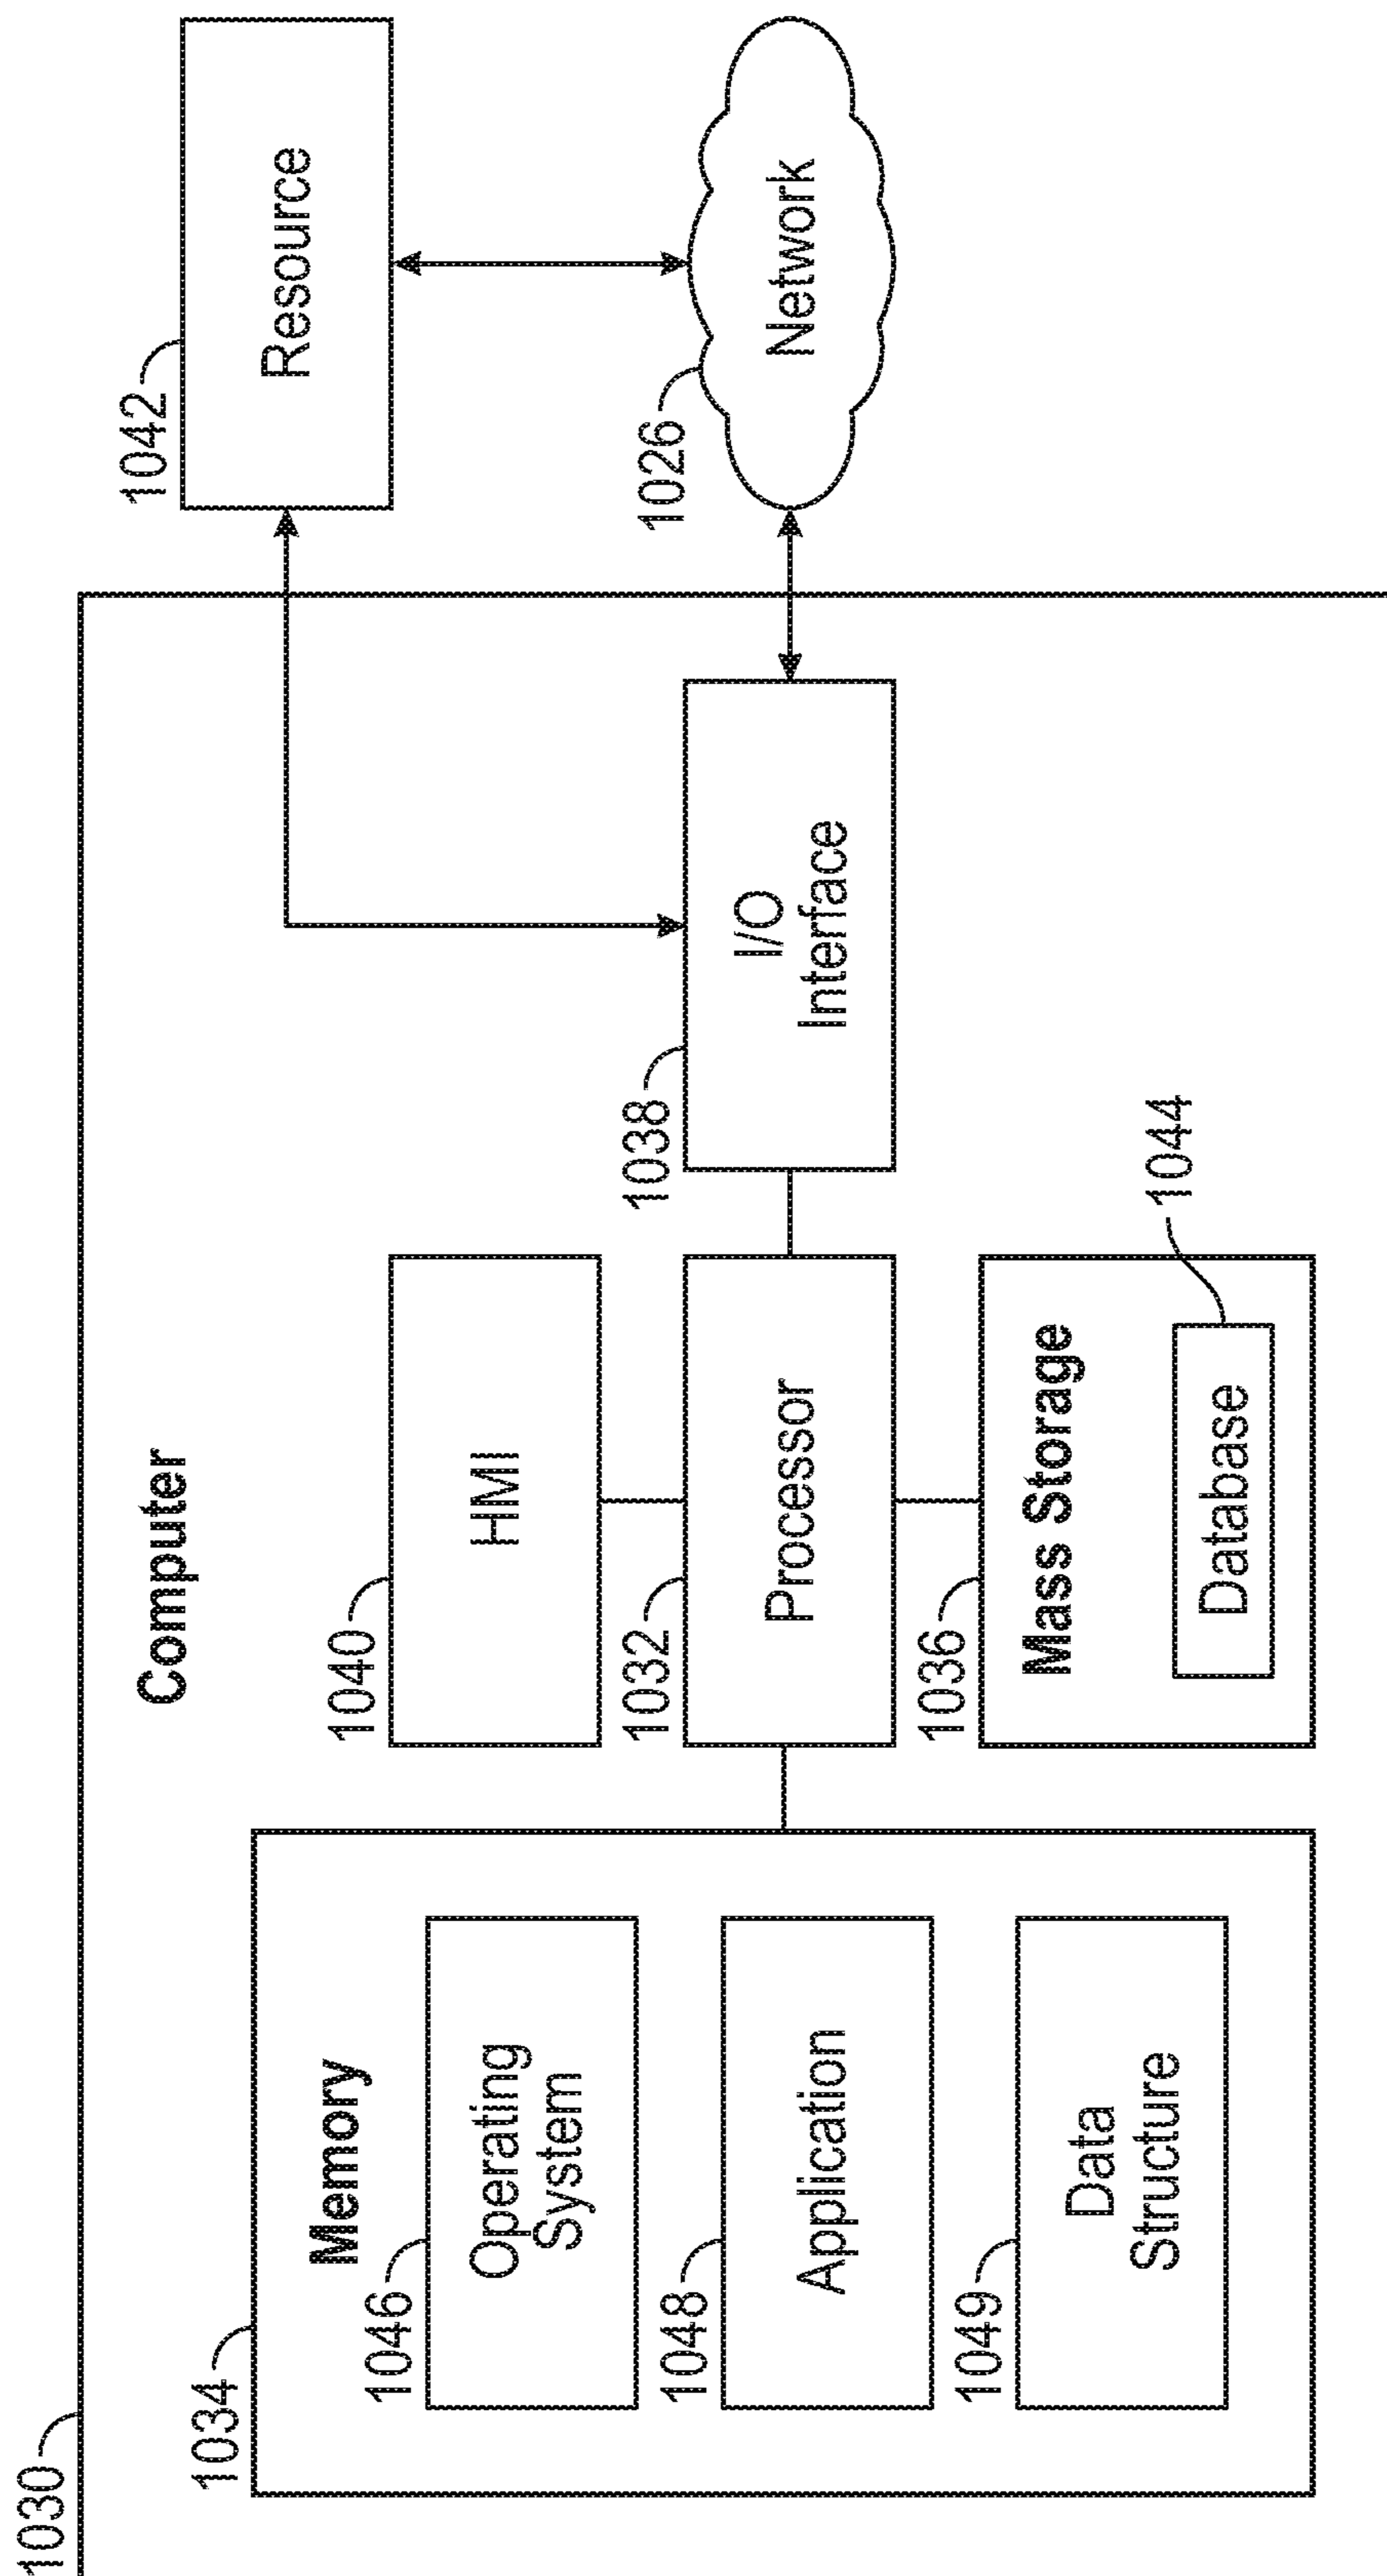 1030
Computer
1034
Memory
1046
Operating
System
1048
Application
1049
Data
Structure
1040
HMI
1032
Processor
1036
Mass Storage
Database
1044
1038
I/O
Interface
1042
Resource
1026
Network